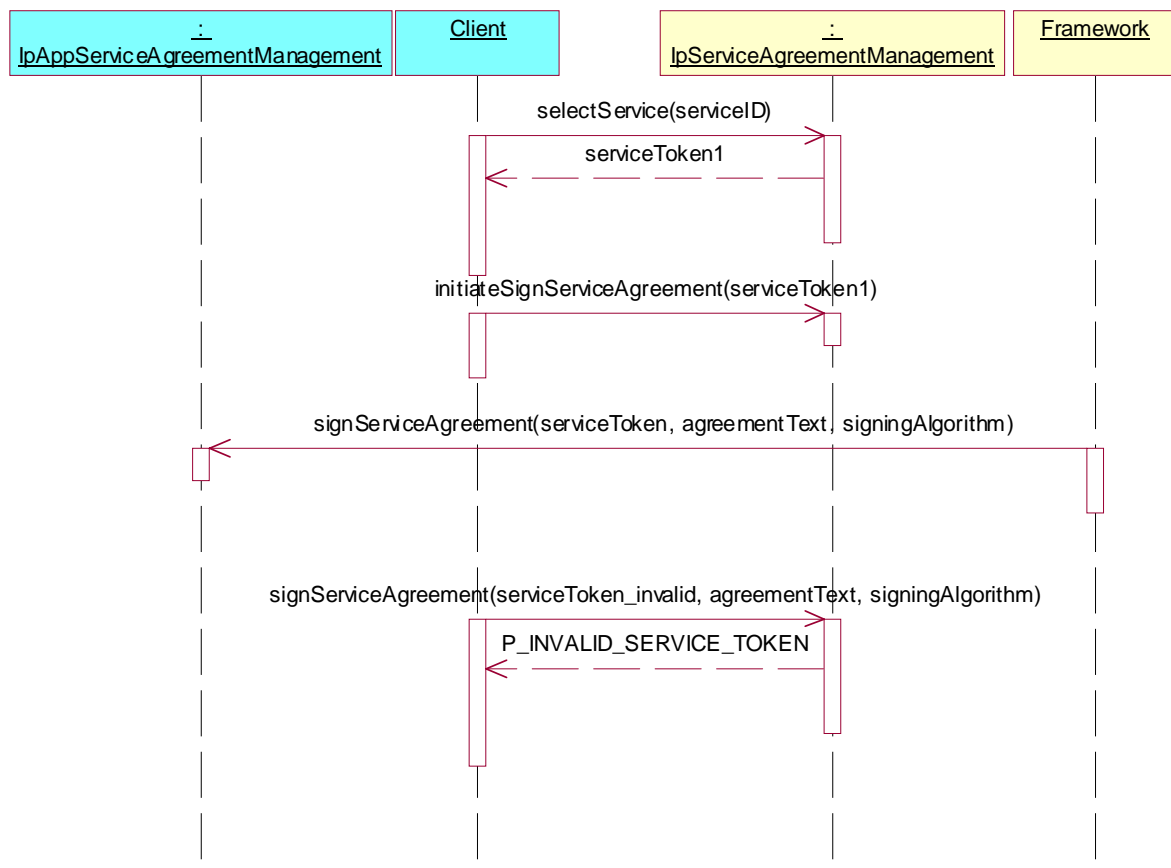 :
IpAppServiceAgreementManagement
Client
:
IpServiceAgreementManagement
Framework
selectService(serviceID)
serviceToken1
initiateSignServiceAgreement(serviceToken1)
signServiceAgreement(serviceToken, agreementText, signingAlgorithm)
signServiceAgreement(serviceToken_invalid, agreementText, signingAlgorithm)
P_INVALID_SERVICE_TOKEN